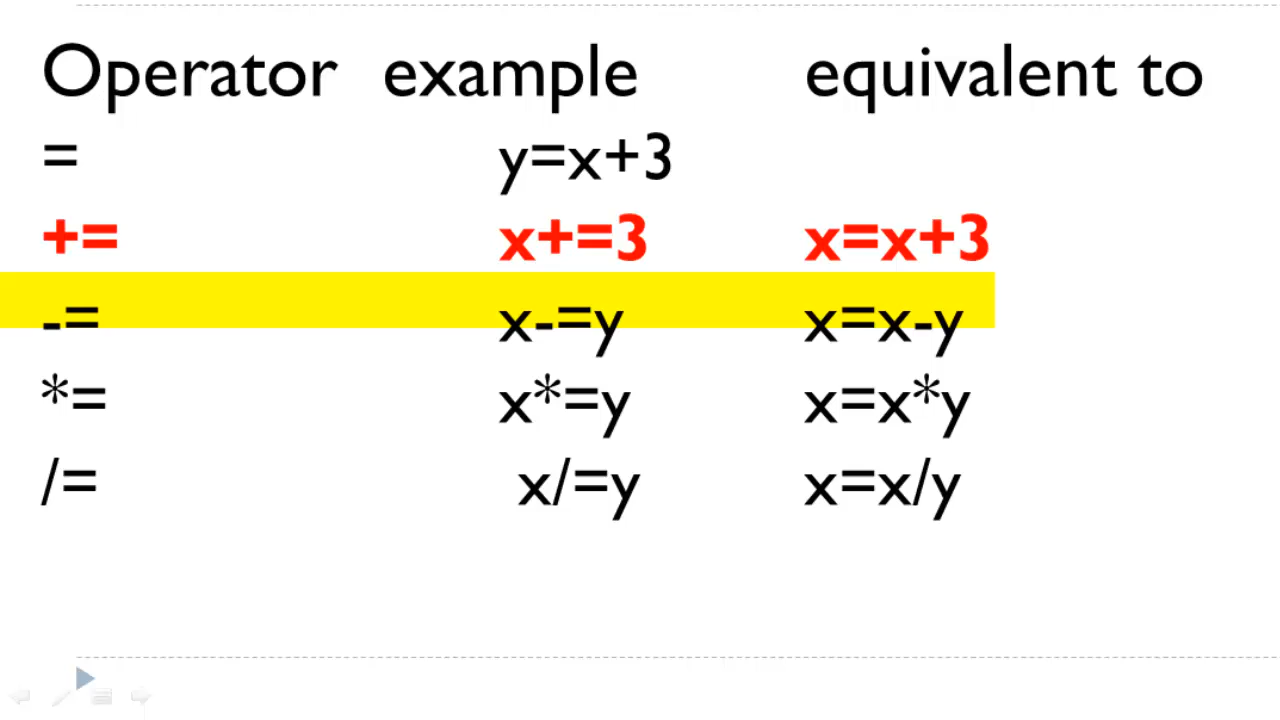 Operator example equivalent to
= y=x+3
+= x+=3 x=x+3
-= x-=y x=x-y
*= x*=y x=x*y
/= x/=y x=x/y